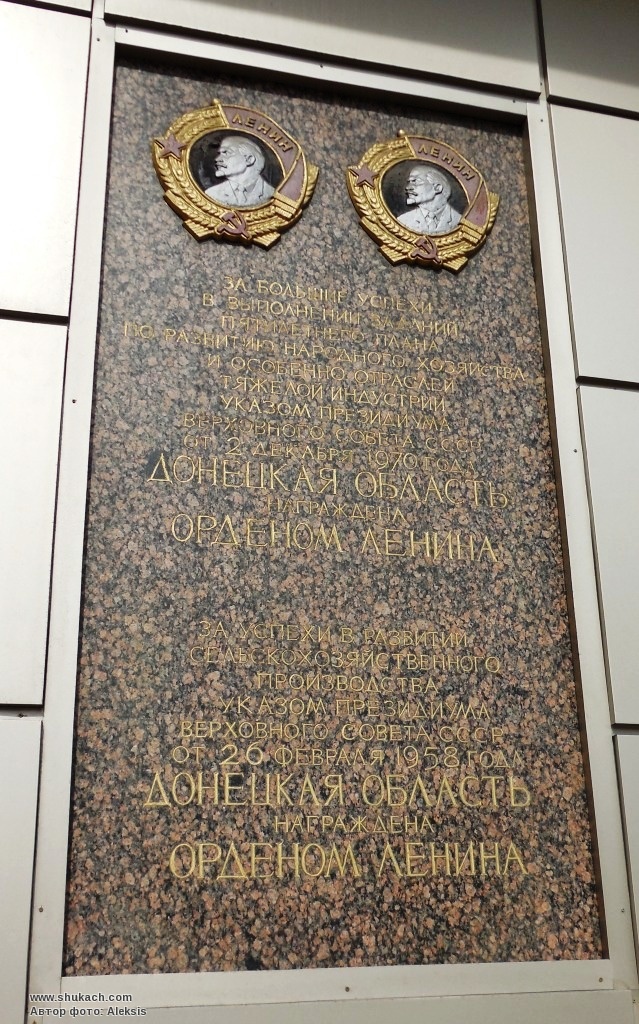 ЛЕНИН
ЛЕНИН
ЗА БОЛЬШИЕ УСПЕХИ
В ВЫПОЛНЕНИИ ЗАДАНИЙ
ПЯТИЛЕТНЕГО ПЛАНА
ПО РАЗВИТИЮ НАРОДНОГО ХОЗЯЙСТВА
И ОСОБЕННО ОТРАСЛЕЙ
ТЯЖЕЛОЙ ИНДУСТРИИ
УКАЗОМ ПРЕЗИДИУМА
ВЕРХОВНОГО СОВЕТА СССР
ОТ 2 ДЕКАБРЯ 1970 ГОДА
ДОНЕЦКАЯ ОБЛАСТЬ
НАГРАЖДЕНА
ОРДЕНОМ ЛЕНИНА
ЗА УСПЕХИ В РАЗВИТИИ
СЕЛЬСКОХОЗЯЙСТВЕННОГО
ПРОИЗВОДСТВА
УКАЗОМ ПРЕЗИДИУМА
ВЕРХОВНОГО СОВЕТА СССР
ОТ 26 ФЕВРАЛЯ 1958 ГОДА
ДОНЕЦКАЯ ОБЛАСТЬ
НАГРАЖДЕНА
ОРДЕНОМ ЛЕНИНА
www.shukach.com
Автор фото: Aleksis